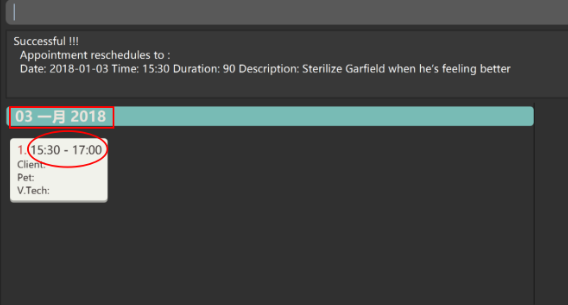 Successful !!!
Appointment reschedules to :
Date: 2018-01-03 Time: 15:30 Duration: 90 Description: Sterilize Garfield when he's feeling better
03 一月 2018
1. 15:30 - 17:00
Client:
Pet:
V.Tech: